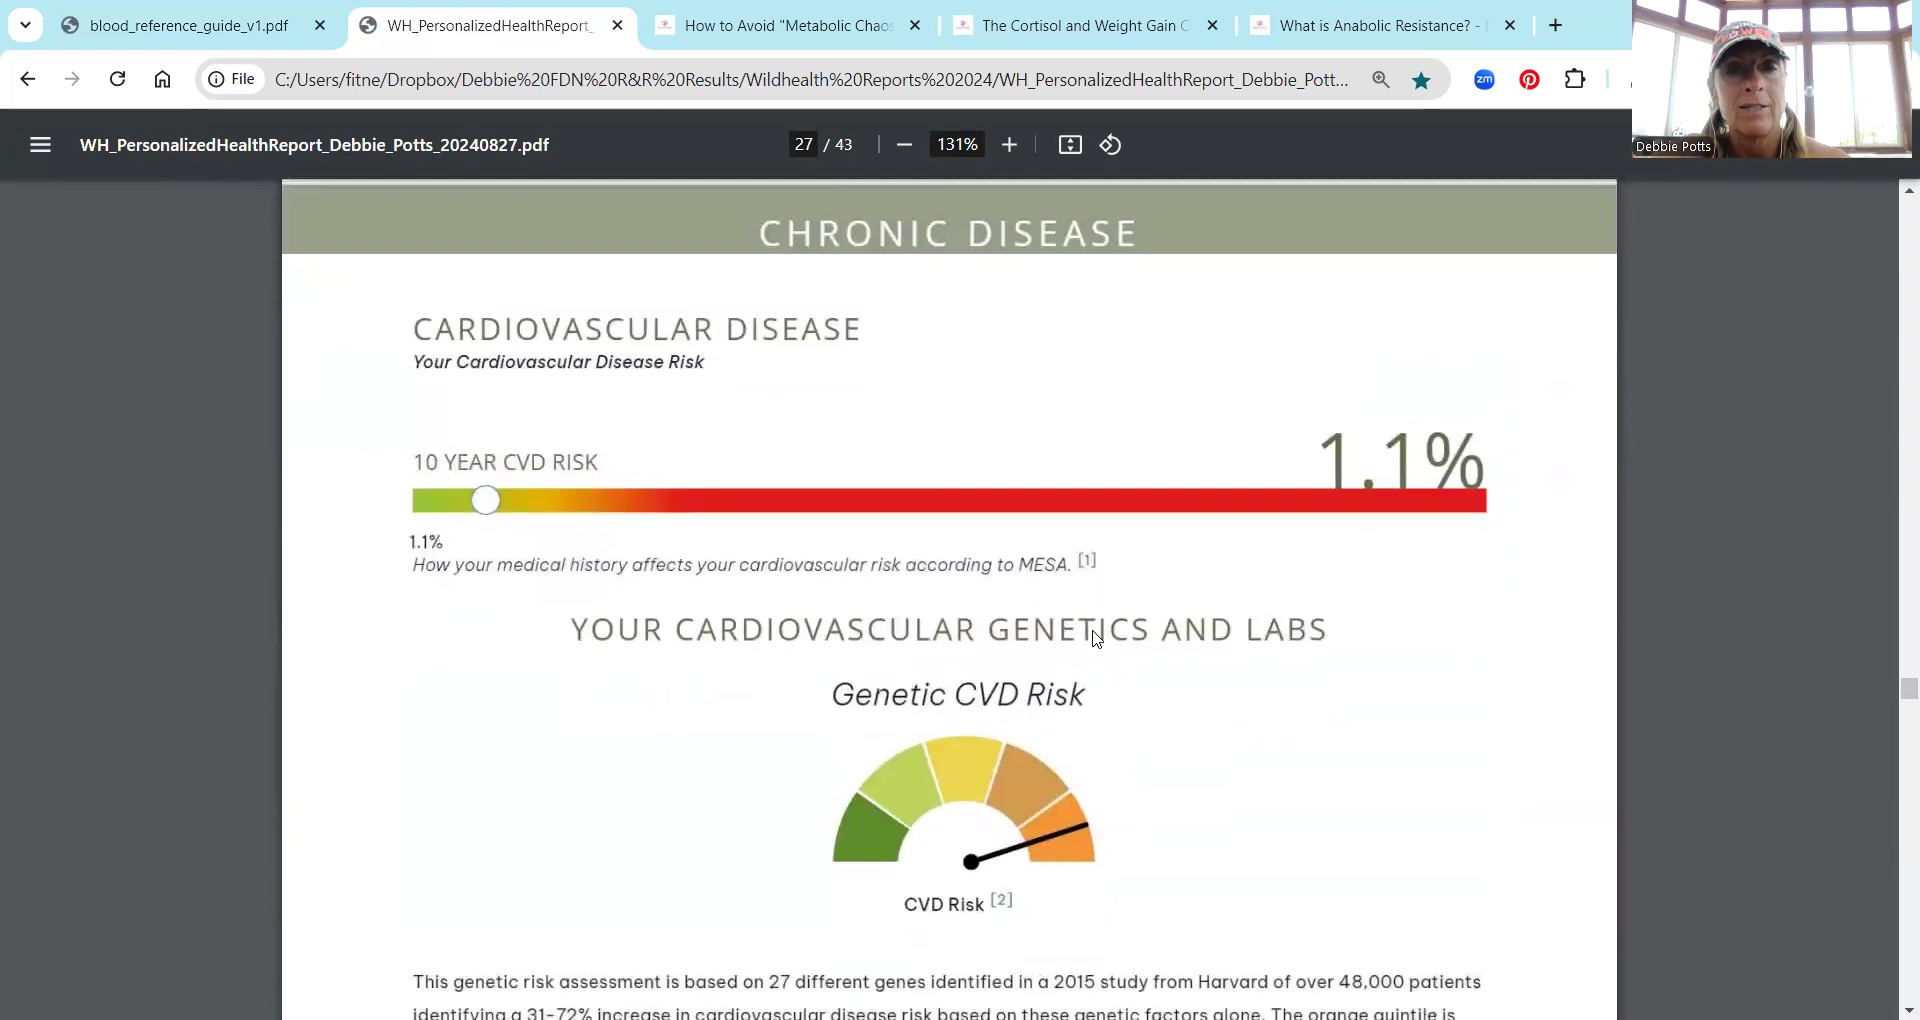 blood_reference_guide_v1.pdf
WH_PersonalizedHealthReport_
How to Avoid "Metabolic Chaos
The Cortisol and Weight Gain C
What is Anabolic Resistance? -
File
C:/Users/fitne/Dropbox/Debbie%20FDN%20R&R%20Results/Wildhealth%20Reports%202024/WH_PersonalizedHealthReport_Debbie_Pott...
zm
Debbie Potts
WH_PersonalizedHealthReport_Debbie_Potts_20240827.pdf
27 / 43
131%
CHRONIC DISEASE
CARDIOVASCULAR DISEASE
Your Cardiovascular Disease Risk
1.1%
10 YEAR CVD RISK
1.1%
How your medical history affects your cardiovascular risk according to MESA. [1]
YOUR CARDIOVASCULAR GENETICS AND LABS
Genetic CVD Risk
CVD Risk [2]
This genetic risk assessment is based on 27 different genes identified in a 2015 study from Harvard of over 48,000 patients
identifying a 31-72% increase in cardiovascular disease risk based on these genetic factors alone. The orange quintile is